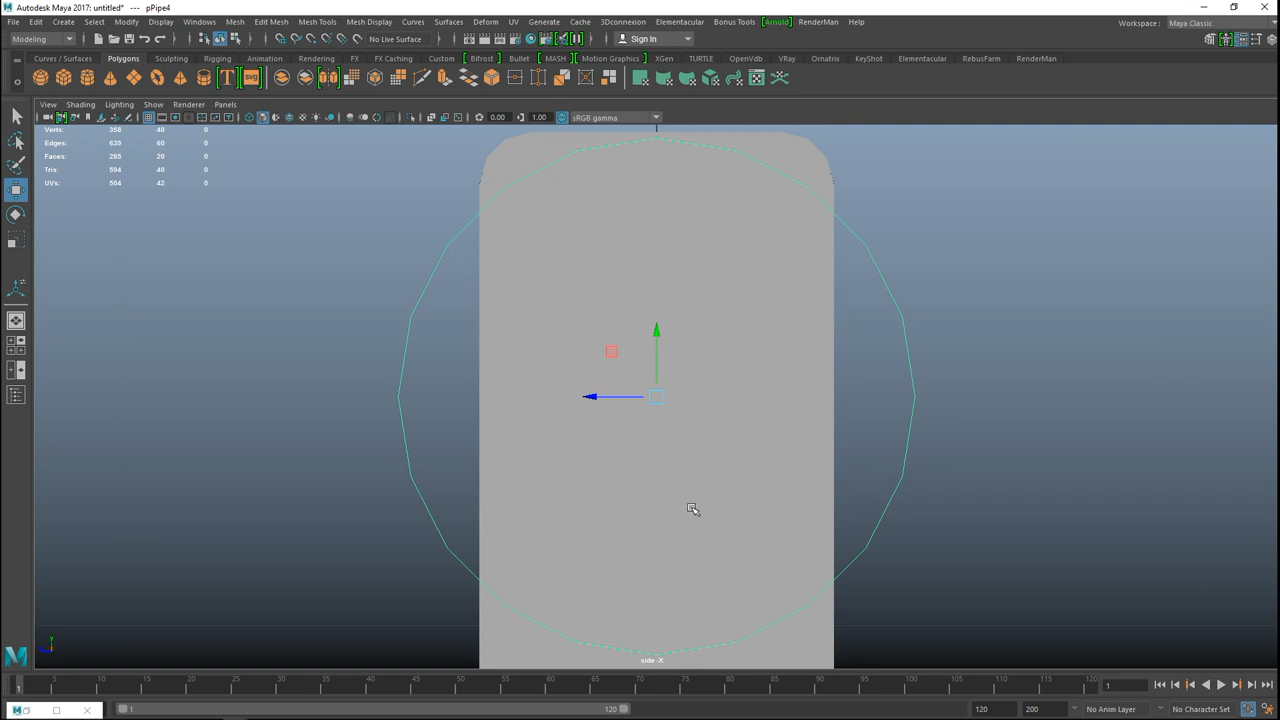 Autodesk Maya 2017: untitled* --- pPipe4
File Edit Create Select Modify Display Windows Mesh Edit Mesh Mesh Tools Mesh Display Curves Surfaces Deform UV Generate Cache 3Dconnexion Elementacular Bonus Tools Arnold RenderMan Help
Workspace : Maya Classic
Modeling No Live Surface Sign In
Curves / Surfaces Polygons Sculpting Rigging Animation Rendering FX FX Caching Custom Bifrost Bullet MASH Motion Graphics XGen TURTLE OpenVdb VRay Ornatrix KeyShot Elementacular RebusFarm RenderMan
View Shading Lighting Show Renderer Panels
0.00 1.00 sRGB gamma
Verts: 358 40 0
Edges: 639 60 0
Faces: 285 20 0
Tris: 594 40 0
UVs: 504 42 0
y
side -X
5 10 15 20 25 30 35 40 45 50 55 60 65 70 75 80 85 90 95 100 105 110 115 120
1 1
1 120 120 200 No Anim Layer No Character Set